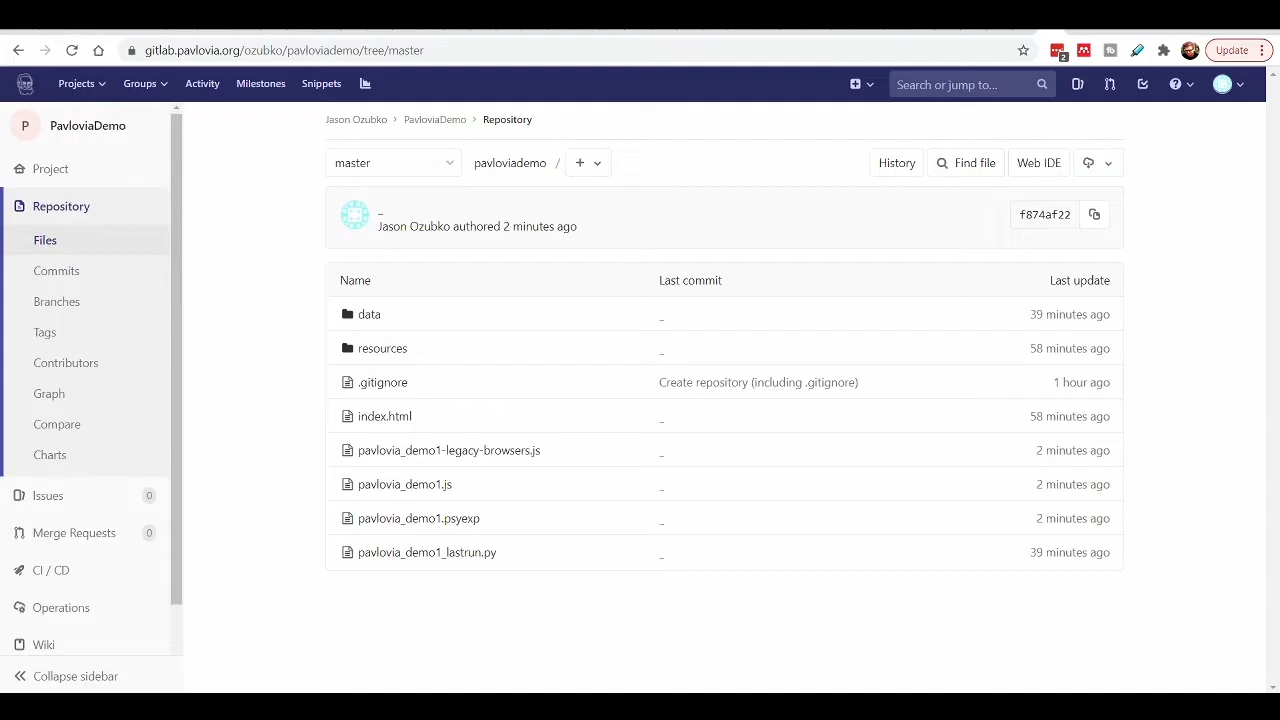 gitlab.pavlovia.org/ozubko/pavloviademo/tree/master
2
Update
Projects
Groups
Activity
Milestones
Snippets
Search or jump to...
P
PavloviaDemo
Project
Repository
Files
Commits
Branches
Tags
Contributors
Graph
Compare
Charts
Issues 0
Merge Requests 0
CI / CD
Operations
Wiki
Collapse sidebar
Jason Ozubko > PavloviaDemo > Repository
master
pavloviademo / +
History
Find file
Web IDE
_
Jason Ozubko authored 2 minutes ago
f874af22
Name Last commit Last update
data _ 39 minutes ago
resources _ 58 minutes ago
.gitignore Create repository (including .gitignore) 1 hour ago
index.html _ 58 minutes ago
pavlovia_demo1-legacy-browsers.js _ 2 minutes ago
pavlovia_demo1.js _ 2 minutes ago
pavlovia_demo1.psyexp _ 2 minutes ago
pavlovia_demo1_lastrun.py _ 39 minutes ago